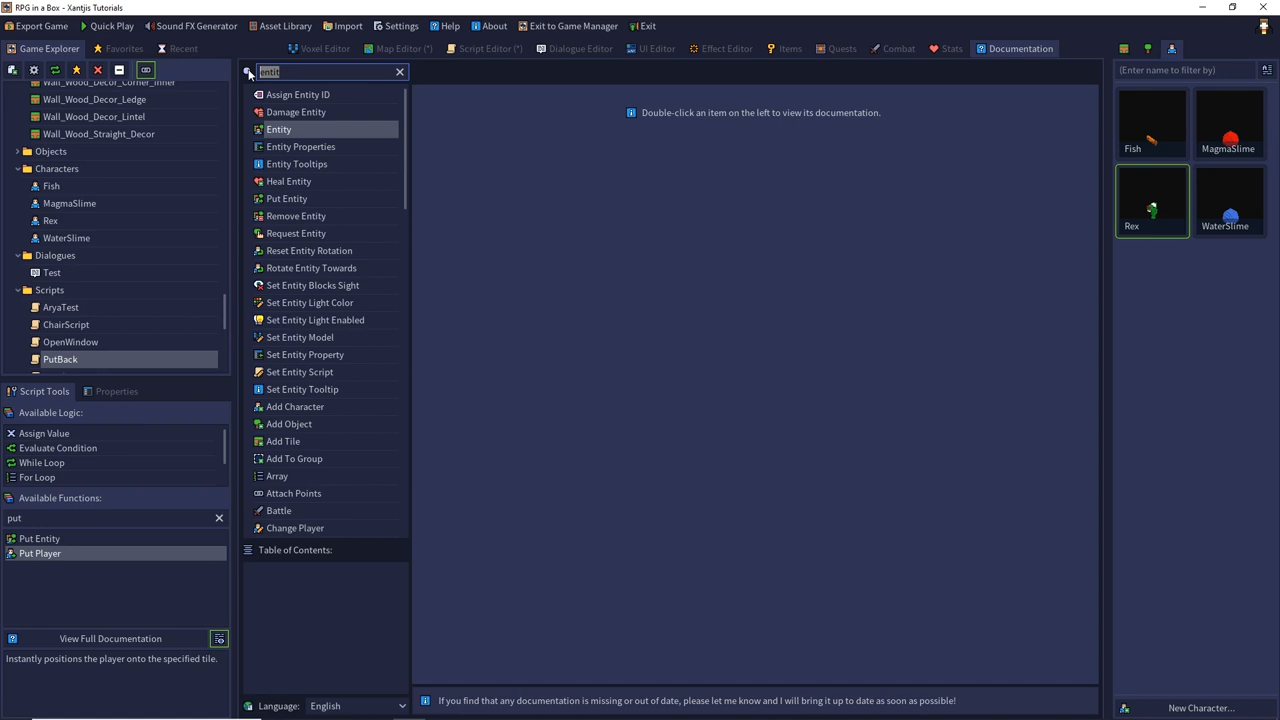 RPG in a Box - Xantjis Tutorials
Export Game Quick Play Sound FX Generator Asset Library Import Settings Help About Exit to Game Manager Exit
Game Explorer Favorites Recent Voxel Editor Map Editor (*) Script Editor (*) Dialogue Editor UI Editor Effect Editor Items Quests Combat Stats Documentation
Wall_Wood_Decor_Corner_Inner
Wall_Wood_Decor_Ledge
Wall_Wood_Decor_Lintel
Wall_Wood_Straight_Decor
Objects
Characters
Fish
MagmaSlime
Rex
WaterSlime
Dialogues
Test
Scripts
AryaTest
ChairScript
OpenWindow
PutBack
Script Tools Properties
Available Logic:
Assign Value
Evaluate Condition
While Loop
For Loop
Available Functions:
put
Put Entity
Put Player
View Full Documentation
Instantly positions the player onto the specified tile.
entit
Assign Entity ID
Damage Entity
Entity
Entity Properties
Entity Tooltips
Heal Entity
Put Entity
Remove Entity
Request Entity
Reset Entity Rotation
Rotate Entity Towards
Set Entity Blocks Sight
Set Entity Light Color
Set Entity Light Enabled
Set Entity Model
Set Entity Property
Set Entity Script
Set Entity Tooltip
Add Character
Add Object
Add Tile
Add To Group
Array
Attach Points
Battle
Change Player
Table of Contents:
Language: English
Double-click an item on the left to view its documentation.
If you find that any documentation is missing or out of date, please let me know and I will bring it up to date as soon as possible!
(Enter name to filter by)
Fish MagmaSlime
Rex WaterSlime
New Character...